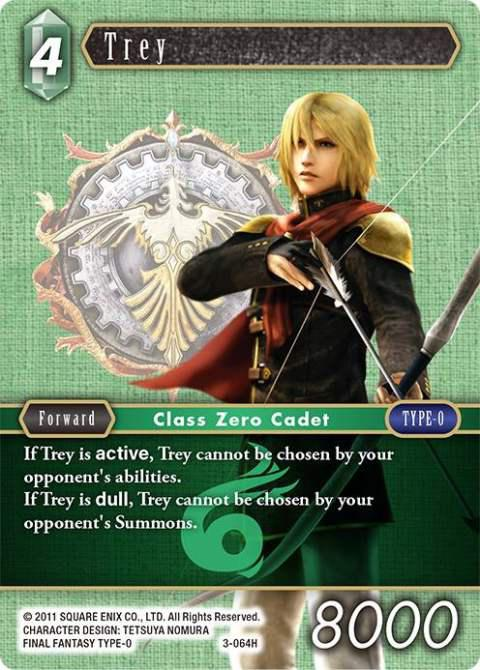 4
Trey
Forward
Class Zero Cadet
TYPE-0
If Trey is active, Trey cannot be chosen by your
opponent's abilities.
If Trey is dull, Trey cannot be chosen by your
opponent's Summons.
© 2011 SQUARE ENIX CO., LTD. All Rights Reserved.
CHARACTER DESIGN: TETSUYA NOMURA
FINAL FANTASY TYPE-0
3-064H
8000